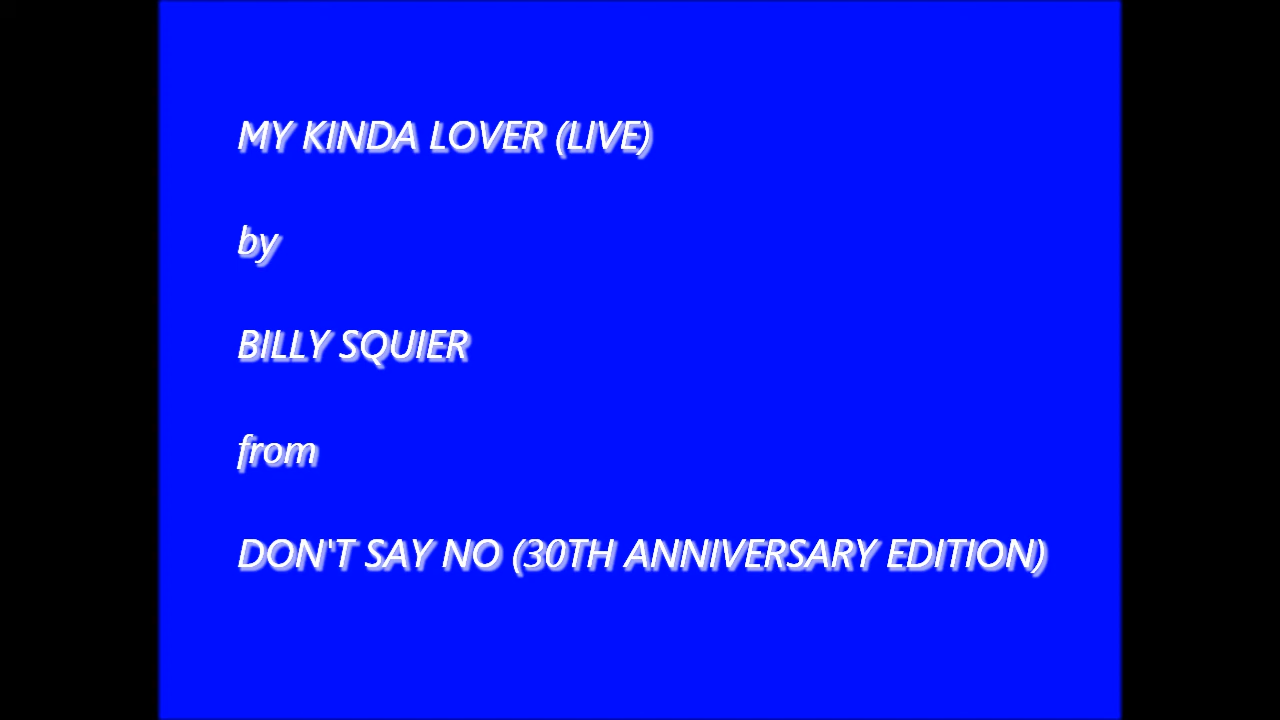 MY KINDA LOVER (LIVE)
by
BILLY SQUIER
from
DON'T SAY NO (30TH ANNIVERSARY EDITION)